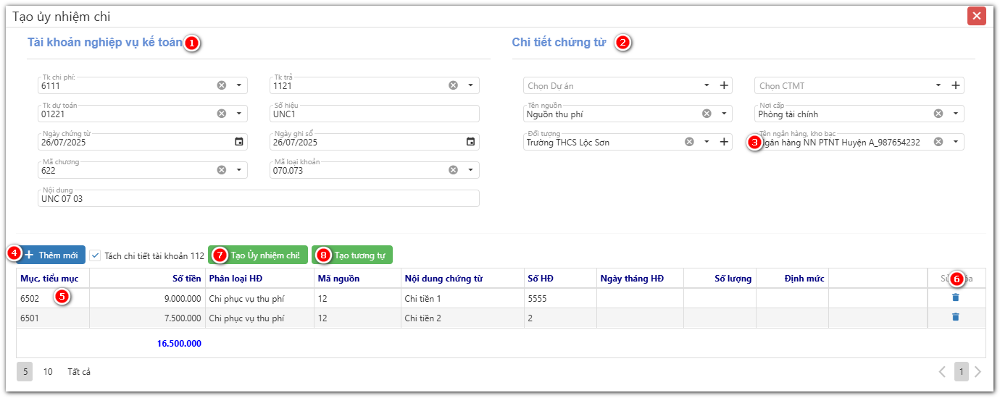 Tạo ủy nhiệm chi
Tài khoản nghiệp vụ kế toán 1
Chi tiết chứng từ 2
Tk chi phí:
6111
Tk trả
1121
Chọn Dự án
Chọn CTMT
Tk dự toán
01221
Số hiệu
UNC1
Tên nguồn
Nguồn thu phí
Nơi cấp
Phòng tài chính
Ngày chứng từ
26/07/2025
Ngày ghi sổ
26/07/2025
Đối tượng
Trường THCS Lộc Sơn
Tên ngân hàng, kho bạc
3 gân hàng NN PTNT Huyện A_987654232
Mã chương
622
Mã loại khoản
070.073
Nội dung
UNC 07 03
4 + Thêm mới
Tách chi tiết tài khoản 112
7 Tạo Ủy nhiệm chi!
8 Tạo tương tự
Mục, tiểu mục Số tiền Phân loại HĐ Mã nguồn Nội dung chứng từ Số HĐ Ngày tháng HĐ Số lượng Định mức 6
6502 5 9.000.000 Chi phục vụ thu phí 12 Chi tiền 1 5555
6501 7.500.000 Chi phục vụ thu phí 12 Chi tiền 2 2
16.500.000
5 10 Tất cả 1